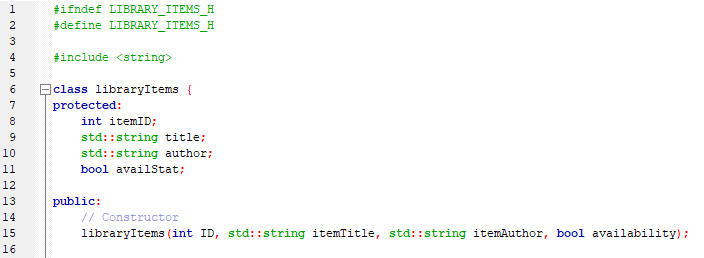 1 #ifndef LIBRARY_ITEMS_H
2 #define LIBRARY_ITEMS_H
3
4 #include <string>
5
6 class libraryItems {
7 protected:
8 int itemID;
9 std::string title;
10 std::string author;
11 bool availStat;
12
13 public:
14 // Constructor
15 libraryItems(int ID, std::string itemTitle, std::string itemAuthor, bool availability);
16